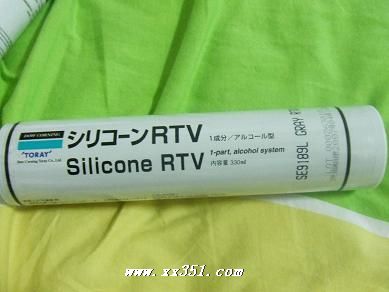 DOW CORNING
TORAY
Dow Corning Toray Co., Ltd.
シリコーンRTV
1成分／アルコール型
Silicone RTV
1-part, alcohol system
内容量 330ml
SE9189L GRAY RTV
www.xx351.com